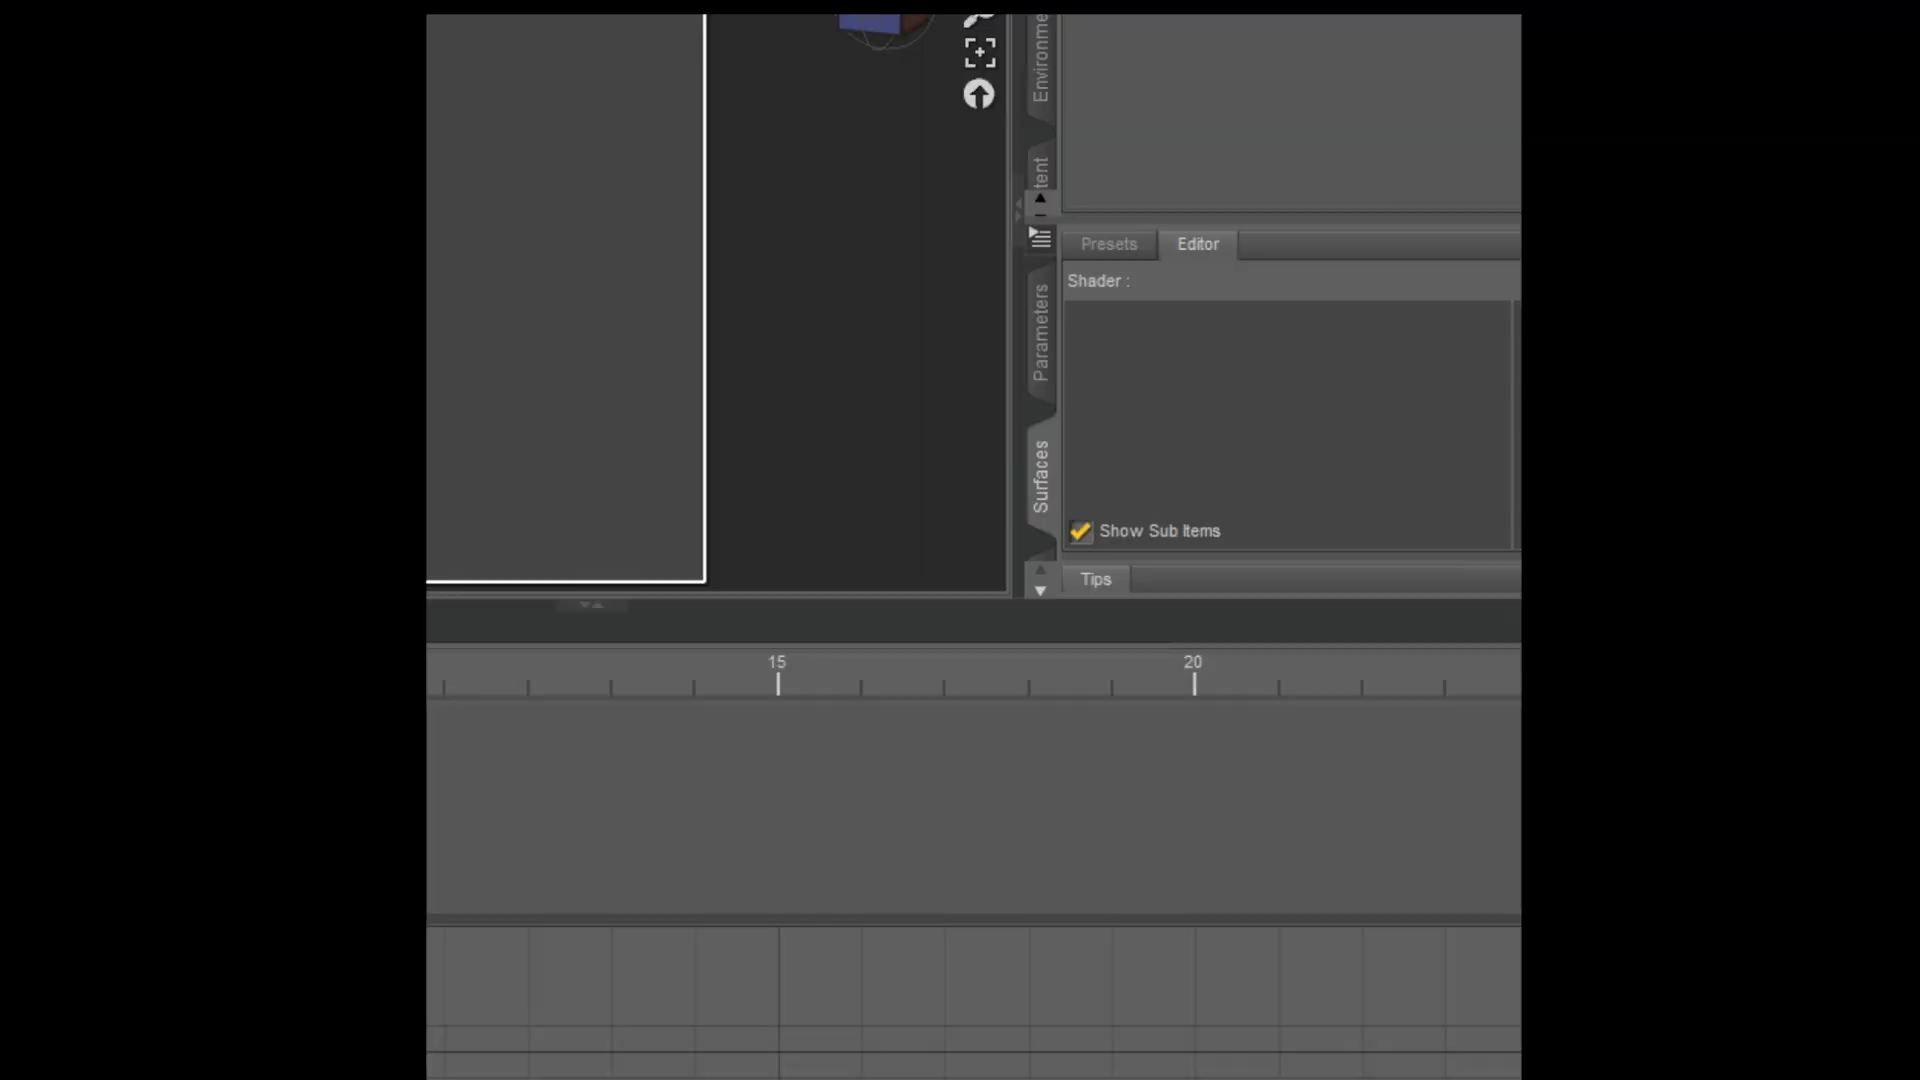 Environme
tent
Presets
Editor
Shader :
Parameters
Surfaces
Show Sub Items
Tips
15
20